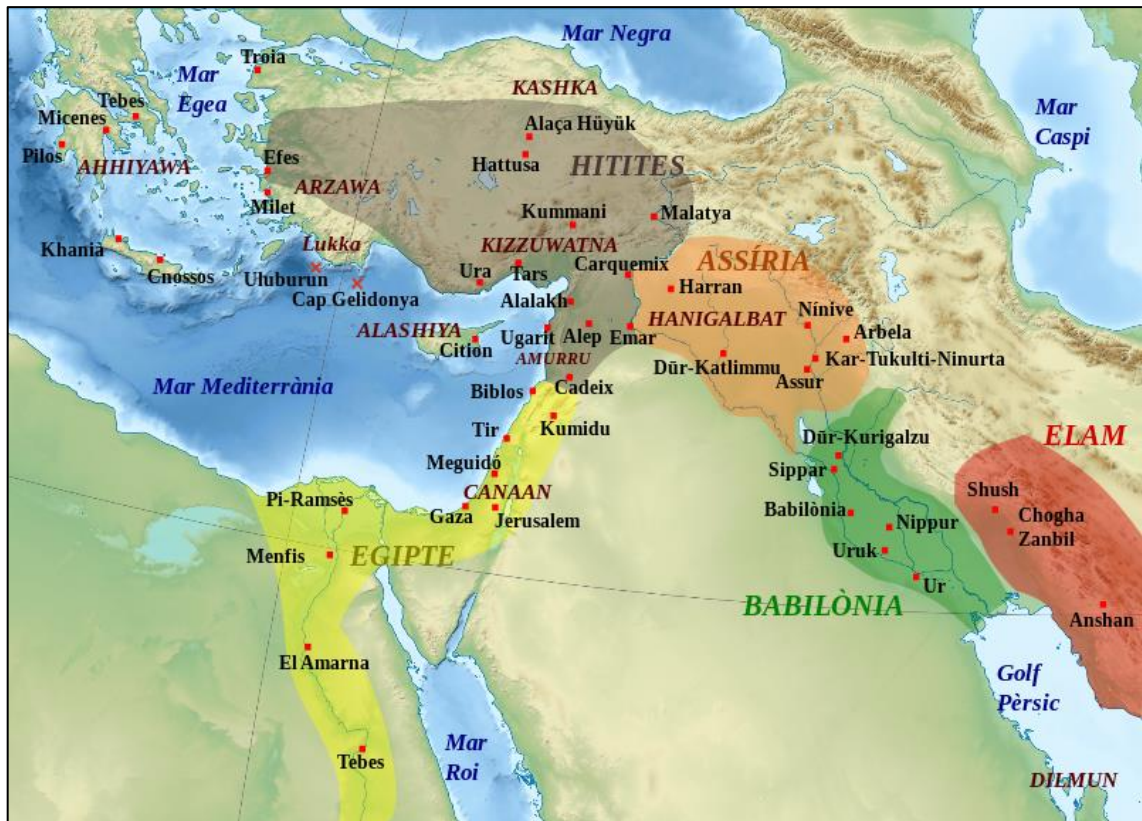 Mar Negra
Troia
Mar
Egea
KASHKA
Tebes
Micenes
Alaça Hüyük
Mar
Caspi
Pilos
Hattusa
HITITES
AHHIYAWA
Efes
ARZAWA
Milet
Kummani
Malatya
Khania
Lukka
KIZZUWATNA
Cnossos
Uluburun
Ura
Tars
Carquemix
ASSÍRIA
Cap Gelidonya
Alalakh
Harran
ALASHIYA
Ugarit
Alep
Emar
HANIGALBAT
Nínive
Arbela
Cition
AMURRU
Kar-Tukulti-Ninurta
Mar Mediterrània
Dūr-Katlimmu
Assur
Biblos
Cadeix
Kumidu
Tir
Dūr-Kurigalzu
ELAM
Meguidó
Sippar
CANAAN
Pi-Ramsès
Gaza
Jerusalem
Babilònia
Nippur
Shush
Chogha
Zanbil
Menfis
EGIPTE
Uruk
Ur
BABILÒNIA
Anshan
El Amarna
Golf
Pèrsic
Mar
Roi
Tebes
DILMUN